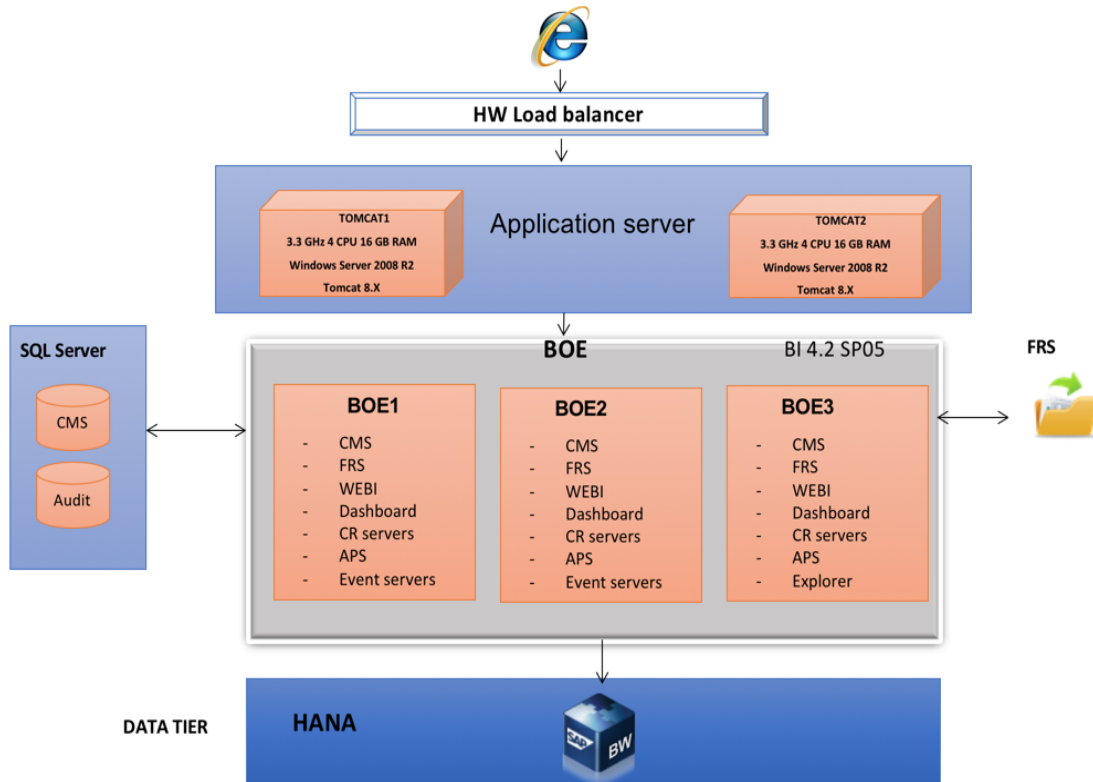 HW Load balancer
Application server
TOMCAT1
3.3 GHz 4 CPU 16 GB RAM
Windows Server 2008 R2
Tomcat 8.X
TOMCAT2
3.3 GHz 4 CPU 16 GB RAM
Windows Server 2008 R2
Tomcat 8.X
SQL Server
CMS
Audit
BOE
BI 4.2 SP05
BOE1
- CMS
- FRS
- WEBI
- Dashboard
- CR servers
- APS
- Event servers
BOE2
- CMS
- FRS
- WEBI
- Dashboard
- CR servers
- APS
- Event servers
BOE3
- CMS
- FRS
- WEBI
- Dashboard
- CR servers
- APS
- Explorer
FRS
DATA TIER
HANA
SAP
BW